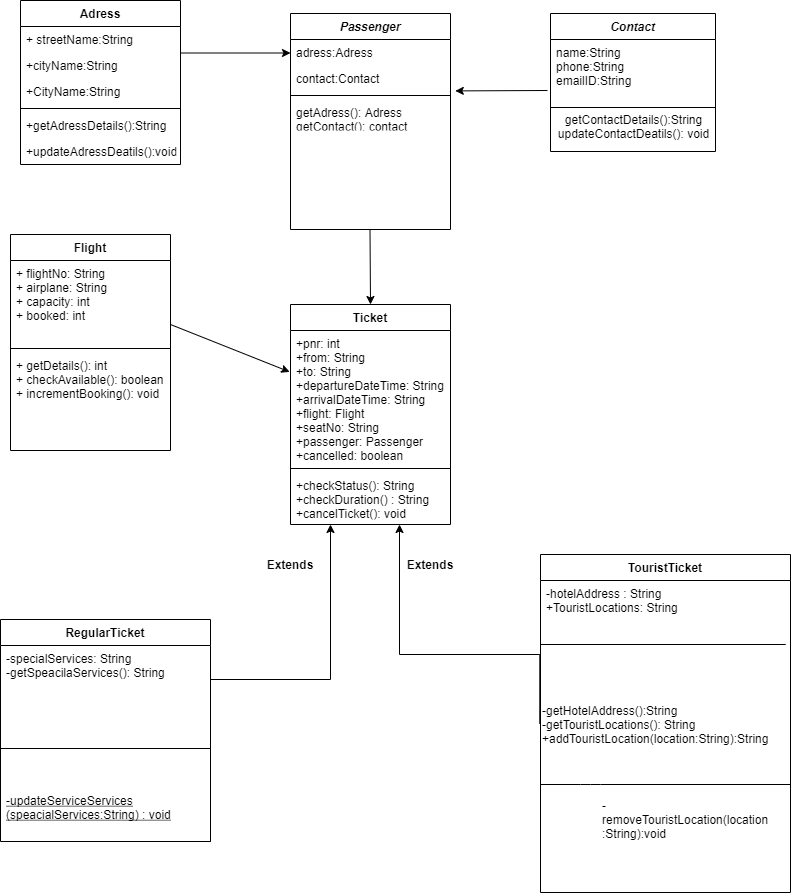 Adress
+ streetName:String
+cityName:String
+CityName:String
+getAdressDetails():String
+updateAdressDeatils():void
Passenger
adress:Adress
contact:Contact
getAdress(): Adress
getContact(): contact
Contact
name:String
phone:String
emailID:String
getContactDetails():String
updateContactDeatils(): void
Flight
+ flightNo: String
+ airplane: String
+ capacity: int
+ booked: int
+ getDetails(): int
+ checkAvailable(): boolean
+ incrementBooking(): void
Ticket
+pnr: int
+from: String
+to: String
+departureDateTime: String
+arrivalDateTime: String
+flight: Flight
+seatNo: String
+passenger: Passenger
+cancelled: boolean
+checkStatus(): String
+checkDuration() : String
+cancelTicket(): void
Extends
Extends
RegularTicket
-specialServices: String
-getSpeacilaServices(): String
-updateServiceServices
(speacialServices:String) : void
TouristTicket
-hotelAddress : String
+TouristLocations: String
-getHotelAddress():String
-getTouristLocations(): String
+addTouristLocation(location:String):String
-
removeTouristLocation(location
:String):void